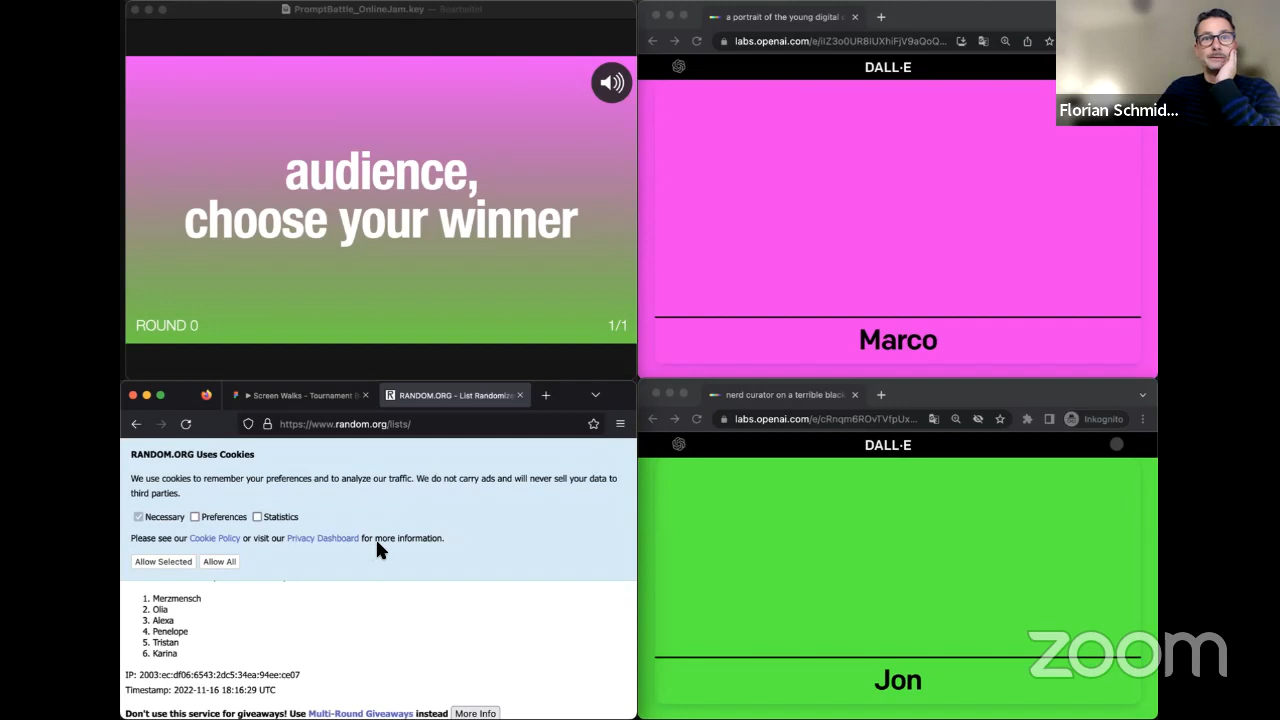 PromptBattle_OnlineJam.key — Bearbeitet
audience,
choose your winner
ROUND 0
1/1
a portrait of the young digital
labs.openai.com/e/iIZ3o0UR8lUXhiFjV9aQoQ...
DALL·E
Marco
Florian Schmid...
Screen Walks - Tournament
RANDOM.ORG - List Randomize
https://www.random.org/lists/
RANDOM.ORG Uses Cookies
We use cookies to remember your preferences and to analyze our traffic. We do not carry ads and will never sell your data to
third parties.
Necessary Preferences Statistics
Please see our Cookie Policy or visit our Privacy Dashboard for more information.
Allow Selected Allow All
1. Merzmensch
2. Olia
3. Alexa
4. Penelope
5. Tristan
6. Karina
IP: 2003:ec:df06:6543:2dc5:34ea:94ee:ce07
Timestamp: 2022-11-16 18:16:29 UTC
Don't use this service for giveaways! Use Multi-Round Giveaways instead More Info
nerd curator on a terrible blac
labs.openai.com/e/cRnqm6ROvTVfpUx...
Inkognito
DALL·E
Jon
zoom